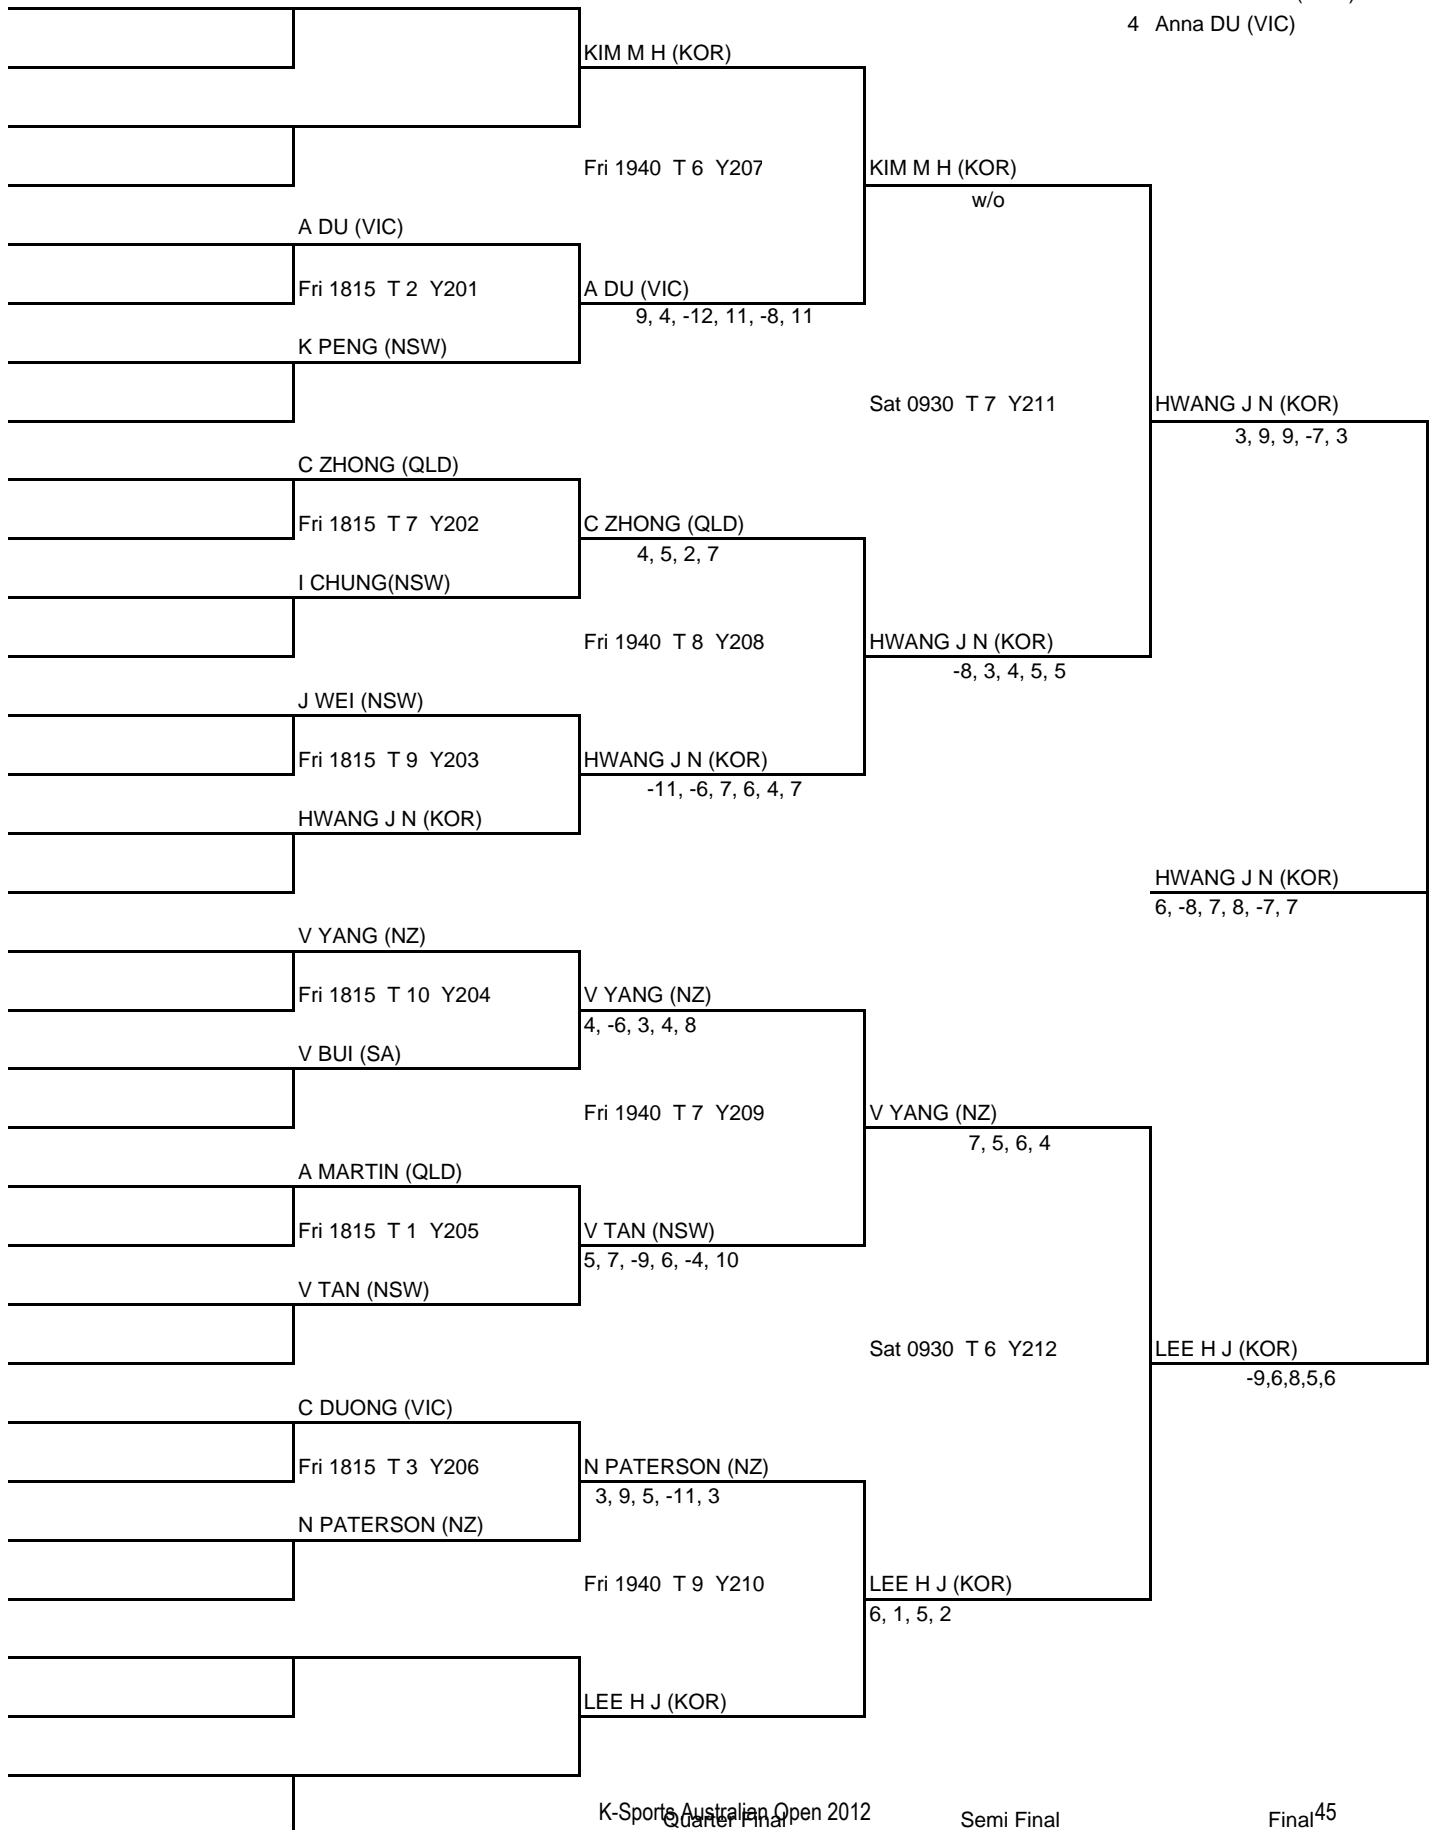 4 Anna DU (VIC)
KIM M H (KOR)
Fri 1940 T 6 Y207
KIM M H (KOR)
w/o
A DU (VIC)
Fri 1815 T 2 Y201
A DU (VIC)
9, 4, -12, 11, -8, 11
K PENG (NSW)
Sat 0930 T 7 Y211
HWANG J N (KOR)
3, 9, 9, -7, 3
C ZHONG (QLD)
Fri 1815 T 7 Y202
C ZHONG (QLD)
4, 5, 2, 7
I CHUNG(NSW)
Fri 1940 T 8 Y208
HWANG J N (KOR)
-8, 3, 4, 5, 5
J WEI (NSW)
Fri 1815 T 9 Y203
HWANG J N (KOR)
-11, -6, 7, 6, 4, 7
HWANG J N (KOR)
HWANG J N (KOR)
6, -8, 7, 8, -7, 7
V YANG (NZ)
Fri 1815 T 10 Y204
V YANG (NZ)
4, -6, 3, 4, 8
V BUI (SA)
Fri 1940 T 7 Y209
V YANG (NZ)
7, 5, 6, 4
A MARTIN (QLD)
Fri 1815 T 1 Y205
V TAN (NSW)
5, 7, -9, 6, -4, 10
V TAN (NSW)
Sat 0930 T 6 Y212
LEE H J (KOR)
-9,6,8,5,6
C DUONG (VIC)
Fri 1815 T 3 Y206
N PATERSON (NZ)
3, 9, 5, -11, 3
N PATERSON (NZ)
Fri 1940 T 9 Y210
LEE H J (KOR)
6, 1, 5, 2
LEE H J (KOR)
K-Sports Australian Open 2012
Quarter Final
Semi Final
Final
45